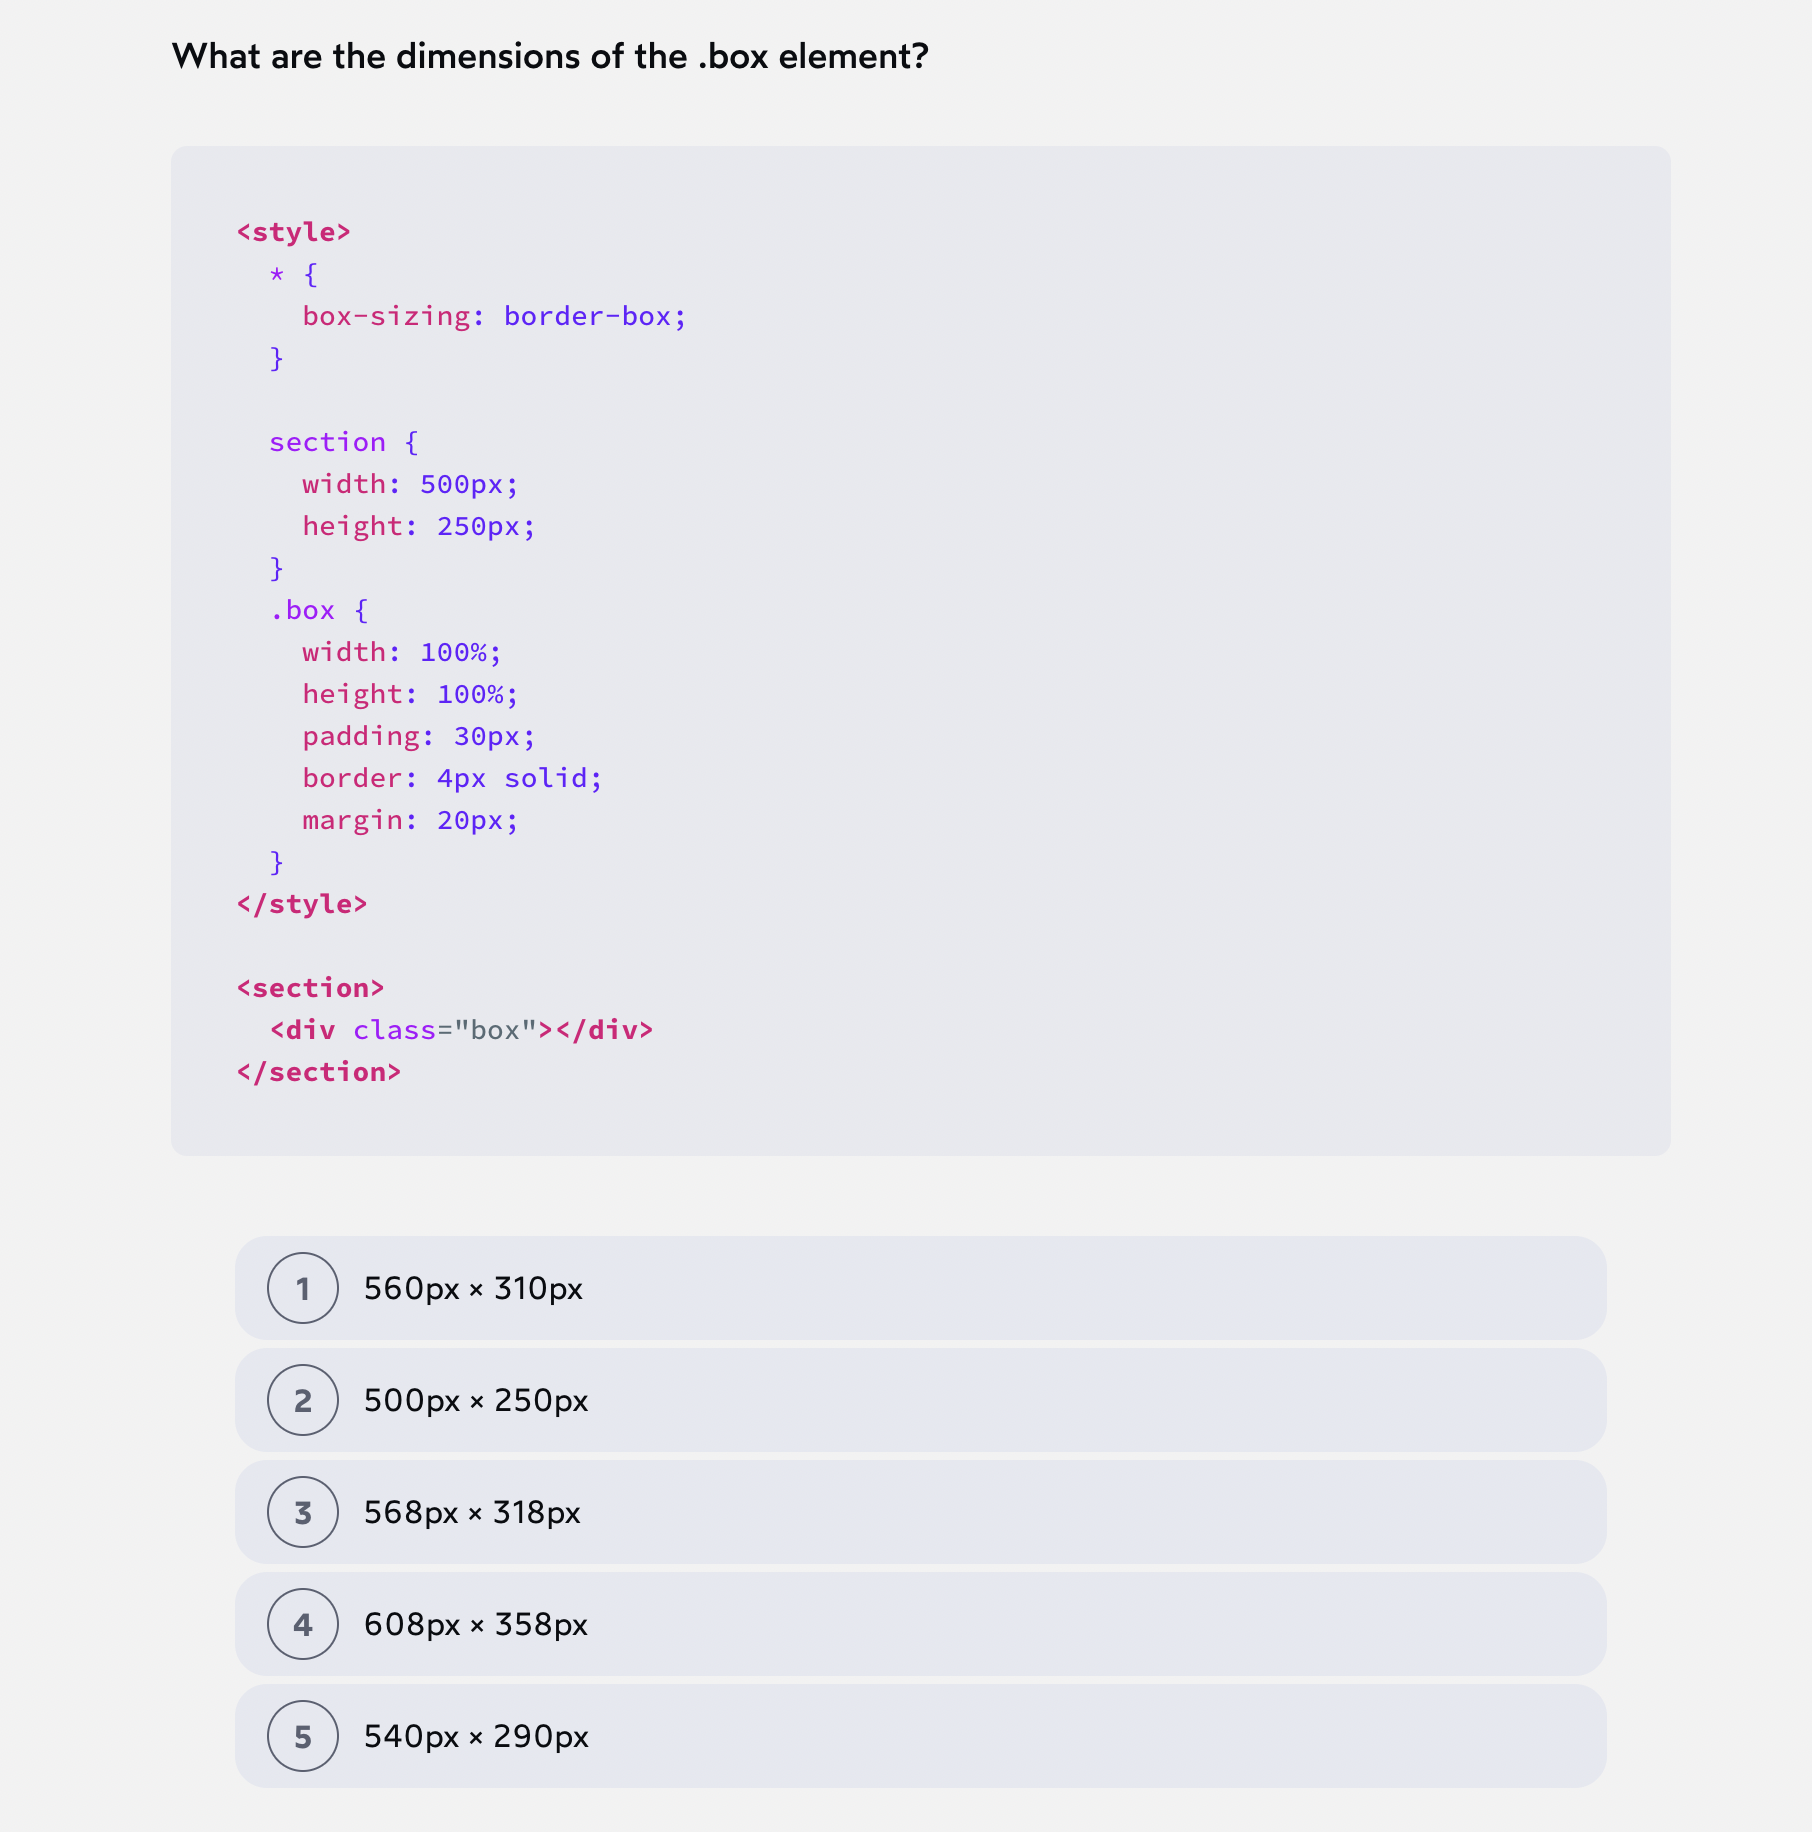 What are the dimensions of the .box element?
<style>
  * {
    box-sizing: border-box;
  }

  section {
    width: 500px;
    height: 250px;
  }
  .box {
    width: 100%;
    height: 100%;
    padding: 30px;
    border: 4px solid;
    margin: 20px;
  }
</style>

<section>
  <div class="box"></div>
</section>
1 560px × 310px
2 500px × 250px
3 568px × 318px
4 608px × 358px
5 540px × 290px